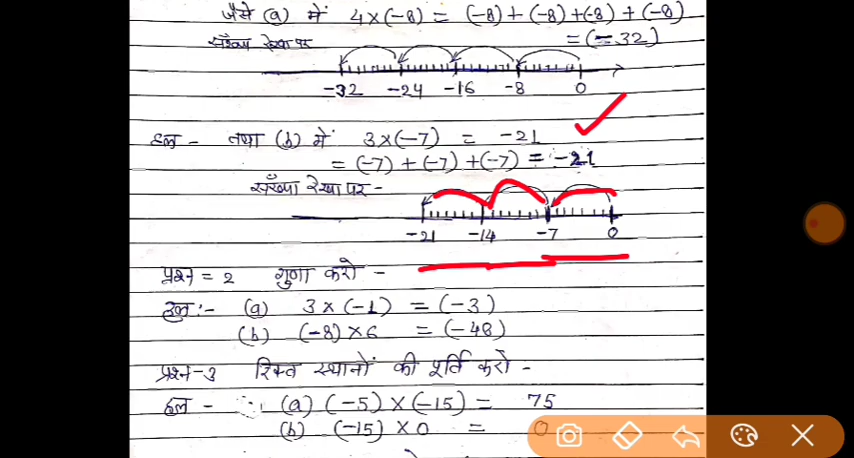 जैसे (a) में 4×(-8) = (-8) + (-8) +(-8) + (-8)
सँख्या रेखा पर = (-32)
-32 -24 -16 -8 0
हल - तथा (b) में 3×(-7) = -21
= (-7) + (-7) +(-7) = -21
सँख्या रेखा पर -
-21 -14 -7 0
प्रश्न = 2 गुणा करो -
हल :- (a) 3 × (-1) = (-3)
(b) (-8) × 6 = (-48)
प्रश्न-3 रिक्त स्थानों की पूर्ति करो -
हल - (a) (-5) × (-15) = 75
(b) (-15) × 0 = 0